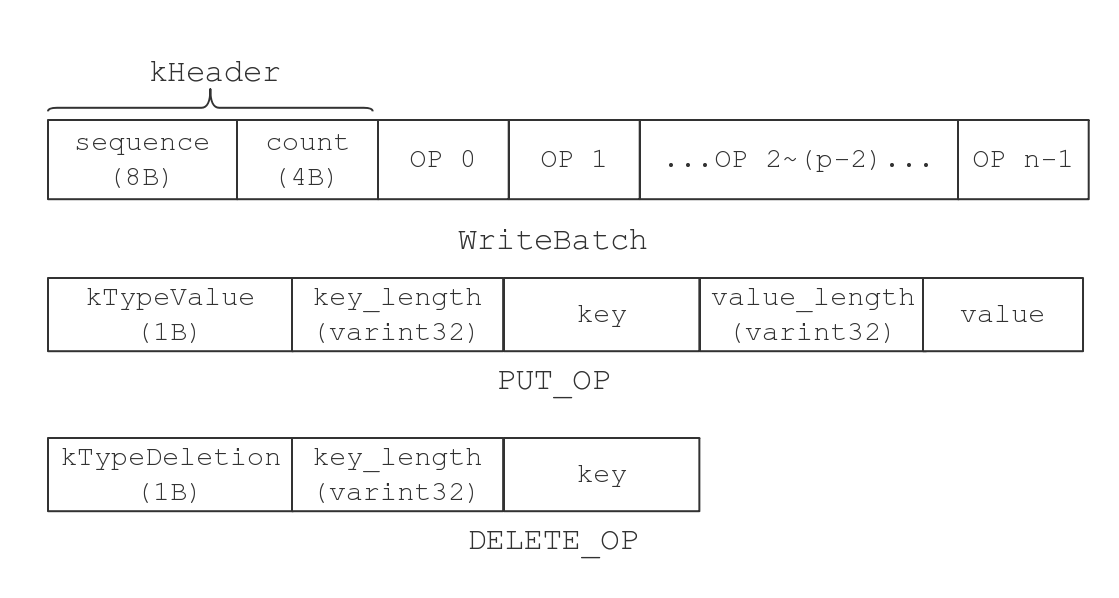 kHeader
sequence
(8B)
count
(4B)
OP 0
OP 1
...OP 2~(p-2)...
OP n-1
WriteBatch
kTypeValue
(1B)
key_length
(varint32)
key
value_length
(varint32)
value
PUT_OP
kTypeDeletion
(1B)
key_length
(varint32)
key
DELETE_OP